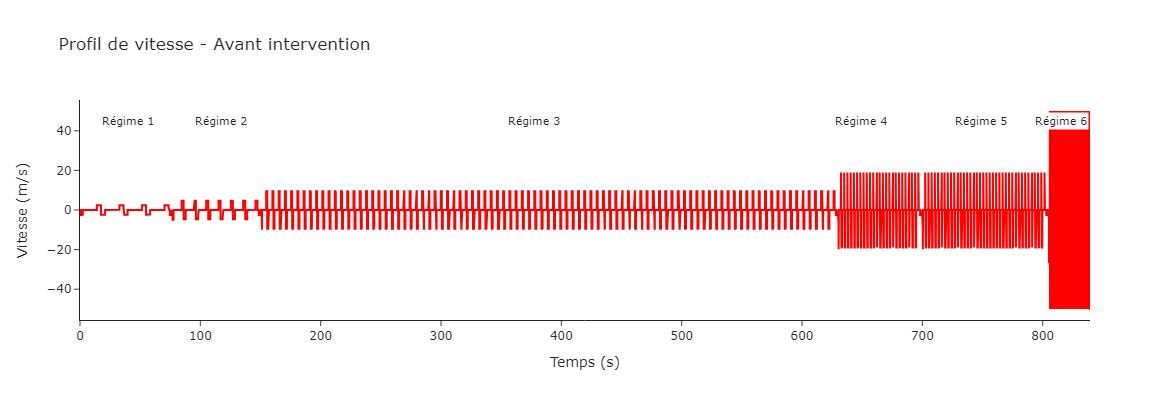 Profil de vitesse - Avant intervention
Régime 1
Régime 2
Régime 3
Régime 4
Régime 5
Régime 6
40
20
0
−20
−40
Vitesse (m/s)
0
100
200
300
400
500
600
700
800
Temps (s)